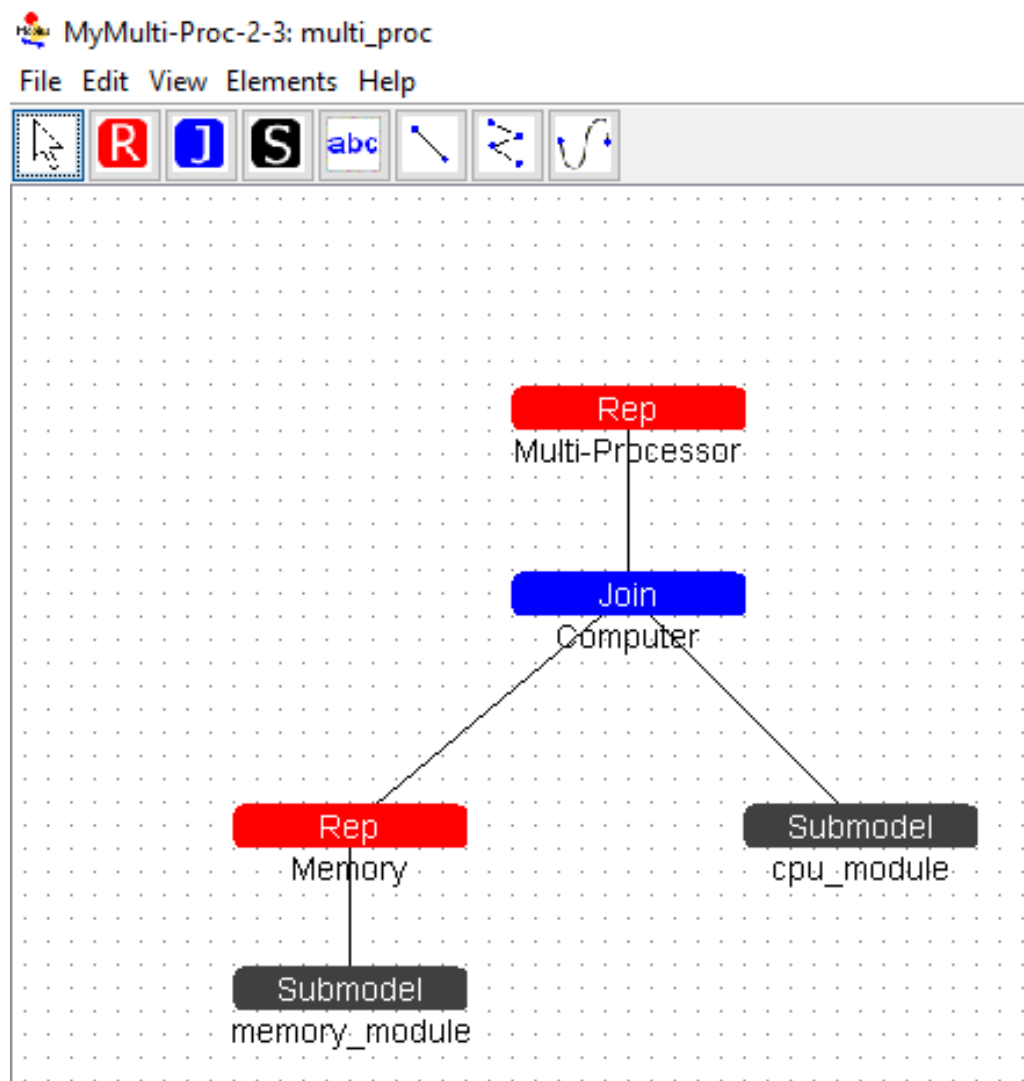 MyMulti-Proc-2-3: multi_proc
File Edit View Elements Help
R J S abc
Rep
Multi-Processor
Join
Computer
Rep
Memory
Submodel
cpu_module
Submodel
memory_module